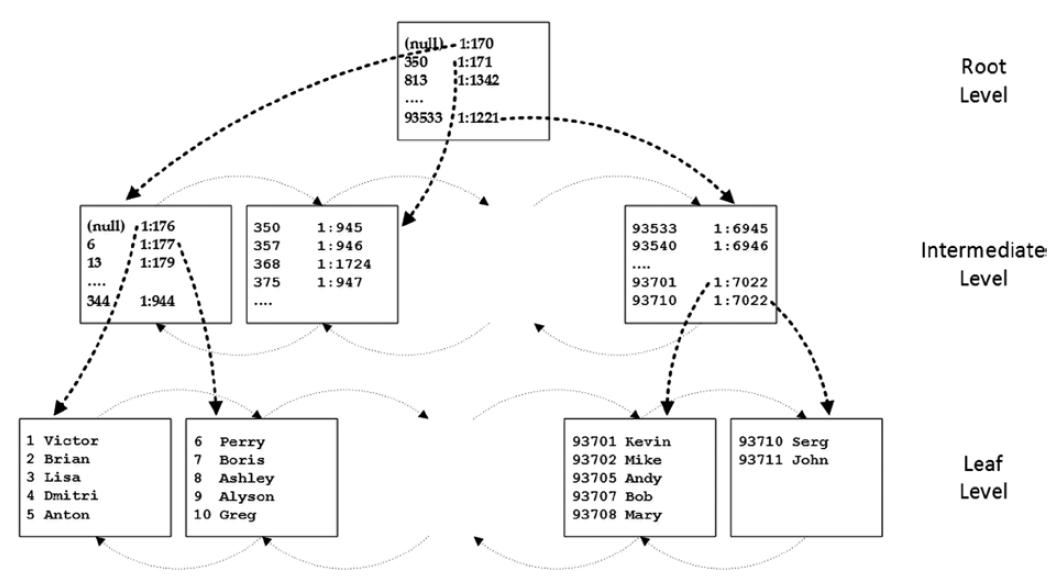 (null) 1:170
350 1:171
813 1:1342
....
93533 1:1221
Root
Level
(null) 1:176
6 1:177
13 1:179
....
344 1:944
350 1:945
357 1:946
368 1:1724
375 1:947
....
93533 1:6945
93540 1:6946
....
93701 1:7022
93710 1:7022
Intermediate
Level
1 Victor
2 Brian
3 Lisa
4 Dmitri
5 Anton
6 Perry
7 Boris
8 Ashley
9 Alyson
10 Greg
93701 Kevin
93702 Mike
93705 Andy
93707 Bob
93708 Mary
93710 Serg
93711 John
Leaf
Level